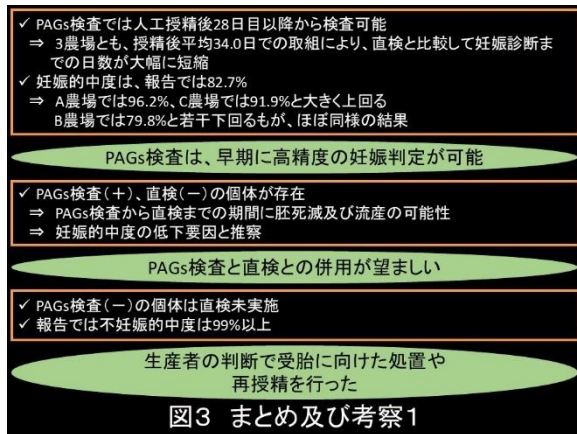 ✓ PAGs検査では人工授精後28日目以降から検査可能
⇒ 3農場とも、授精後平均34.0日での取組により、直検と比較して妊娠診断ま
での日数が大幅に短縮
✓ 妊娠的中度は、報告では82.7%
⇒ A農場では96.2%、C農場では91.9%と大きく上回る
B農場では79.8%と若干下回るもが、ほぼ同様の結果
PAGs検査は、早期に高精度の妊娠判定が可能
✓ PAGs検査(＋)、直検(－)の個体が存在
⇒ PAGs検査から直検までの期間に胚死滅及び流産の可能性
⇒ 妊娠的中度の低下要因と推察
PAGs検査と直検との併用が望ましい
✓ PAGs検査(－)の個体は直検未実施
✓ 報告では不妊娠的中度は99%以上
生産者の判断で受胎に向けた処置や
再授精を行った
図3 まとめ及び考察1